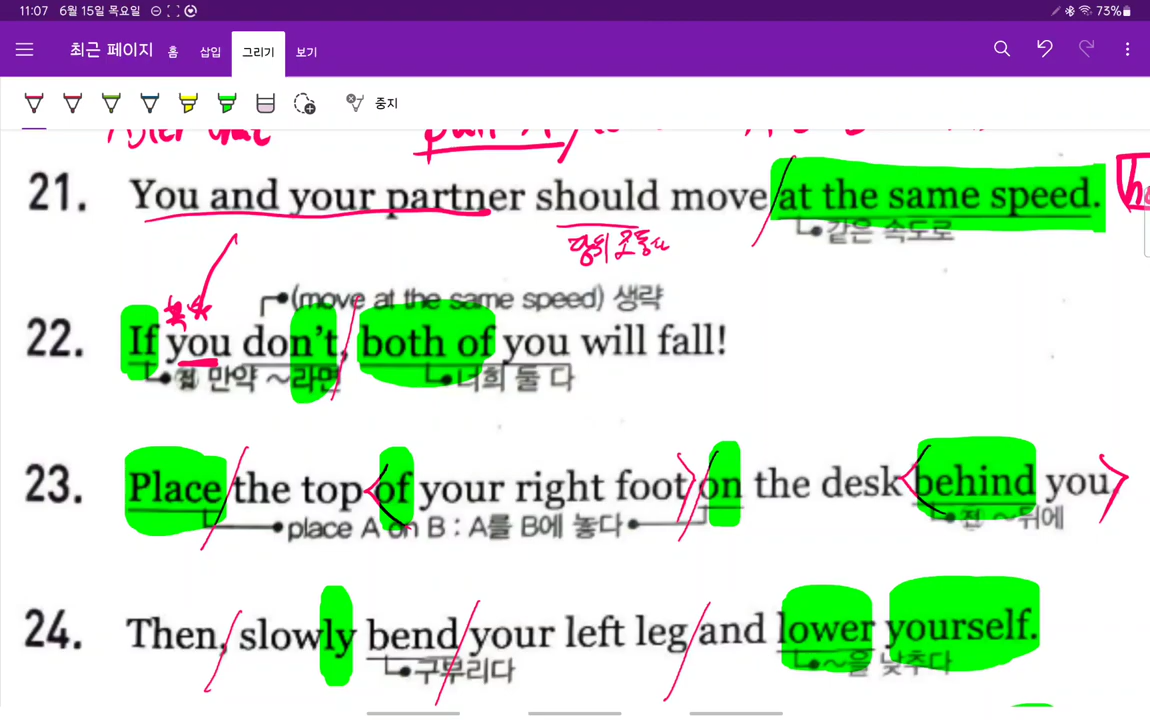 11:07 6월 15일 목요일 73%
최근 페이지 홈 삽입 그리기 보기
중지
21. You and your partner should move at the same speed.
같은 속도로
(move at the same speed) 생략
22. If you don't, both of you will fall!
접 만약 ~라면 너희 둘 다
23. Place the top of your right foot on the desk behind you
place A on B : A를 B에 놓다 전 ~뒤에
24. Then, slowly bend your left leg and lower yourself.
구부리다 ~을 낮추다